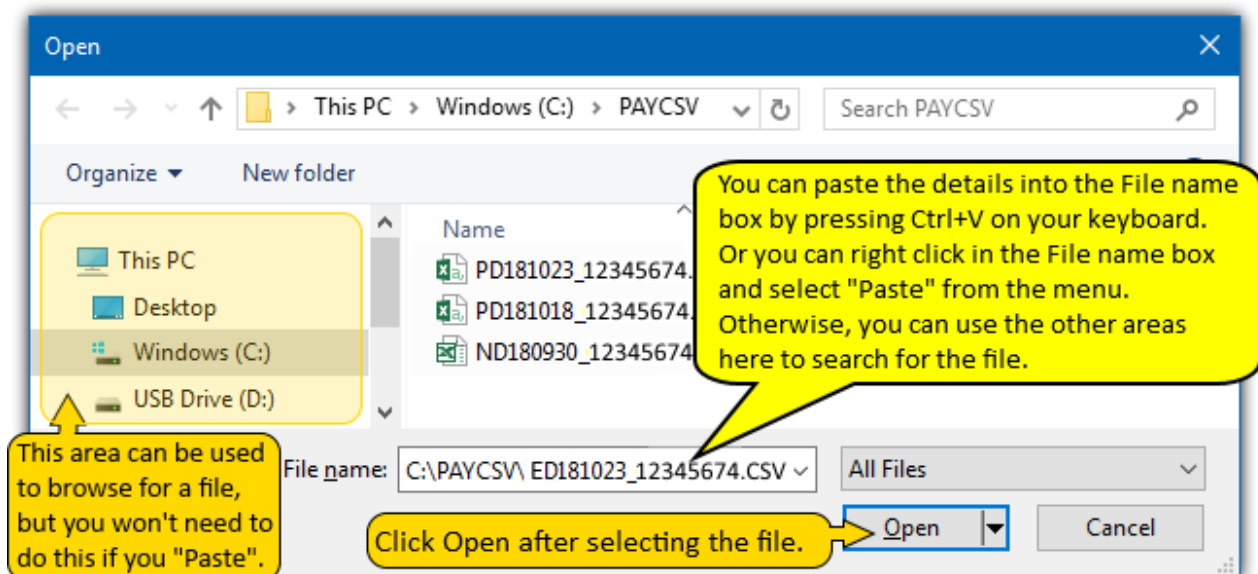 Open
This PC > Windows (C:) > PAYCSV
Search PAYCSV
Organize
New folder
You can paste the details into the File name
box by pressing Ctrl+V on your keyboard.
Or you can right click in the File name box
and select "Paste" from the menu.
Otherwise, you can use the other areas
here to search for the file.
This PC
Desktop
Windows (C:)
USB Drive (D:)
Name
PD181023_12345674.
PD181018_12345674.
ND180930_12345674
This area can be used
to browse for a file,
but you won't need to
do this if you "Paste".
File name:
C:\PAYCSV\ ED181023_12345674.CSV
All Files
Click Open after selecting the file.
Open
Cancel